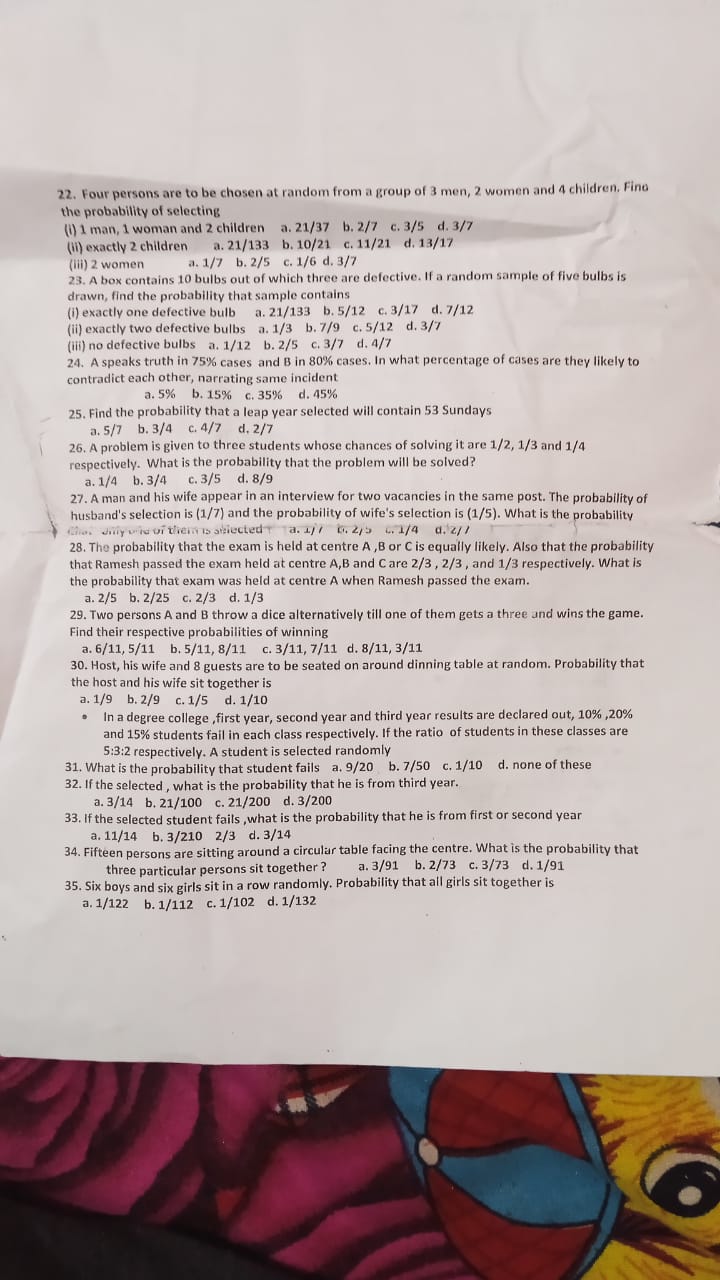 22. Four persons are to be chosen at random from a group of 3 men, 2 women and 4 children. Find
the probability of selecting
(i) 1 man, 1 woman and 2 children a. 21/37 b. 2/7 c. 3/5 d. 3/7
(ii) exactly 2 children a. 21/133 b. 10/21 c. 11/21 d. 13/17
(iii) 2 women a. 1/7 b. 2/5 c. 1/6 d. 3/7
23. A box contains 10 bulbs out of which three are defective. If a random sample of five bulbs is
drawn, find the probability that sample contains
(i) exactly one defective bulb a. 21/133 b. 5/12 c. 3/17 d. 7/12
(ii) exactly two defective bulbs a. 1/3 b. 7/9 c. 5/12 d. 3/7
(iii) no defective bulbs a. 1/12 b. 2/5 c. 3/7 d. 4/7
24. A speaks truth in 75% cases and B in 80% cases. In what percentage of cases are they likely to
contradict each other, narrating same incident
a. 5% b. 15% c. 35% d. 45%
25. Find the probability that a leap year selected will contain 53 Sundays
a. 5/7 b. 3/4 c. 4/7 d. 2/7
26. A problem is given to three students whose chances of solving it are 1/2, 1/3 and 1/4
respectively. What is the probability that the problem will be solved?
a. 1/4 b. 3/4 c. 3/5 d. 8/9
27. A man and his wife appear in an interview for two vacancies in the same post. The probability of
husband's selection is (1/7) and the probability of wife's selection is (1/5). What is the probability
of them is a. 1/7 b. 2/5 c. 1/4 d. 2/7
28. The probability that the exam is held at centre A ,B or C is equally likely. Also that the probability
that Ramesh passed the exam held at centre A,B and C are 2/3 , 2/3 , and 1/3 respectively. What is
the probability that exam was held at centre A when Ramesh passed the exam.
a. 2/5 b. 2/25 c. 2/3 d. 1/3
29. Two persons A and B throw a dice alternatively till one of them gets a three and wins the game.
Find their respective probabilities of winning
a. 6/11, 5/11 b. 5/11, 8/11 c. 3/11, 7/11 d. 8/11, 3/11
30. Host, his wife and 8 guests are to be seated on around dinning table at random. Probability that
the host and his wife sit together is
a. 1/9 b. 2/9 c. 1/5 d. 1/10
• In a degree college ,first year, second year and third year results are declared out, 10% ,20%
and 15% students fail in each class respectively. If the ratio of students in these classes are
5:3:2 respectively. A student is selected randomly
31. What is the probability that student fails a. 9/20 b. 7/50 c. 1/10 d. none of these
32. If the selected , what is the probability that he is from third year.
a. 3/14 b. 21/100 c. 21/200 d. 3/200
33. If the selected student fails ,what is the probability that he is from first or second year
a. 11/14 b. 3/210 2/3 d. 3/14
34. Fifteen persons are sitting around a circular table facing the centre. What is the probability that
three particular persons sit together ? a. 3/91 b. 2/73 c. 3/73 d. 1/91
35. Six boys and six girls sit in a row randomly. Probability that all girls sit together is
a. 1/122 b. 1/112 c. 1/102 d. 1/132